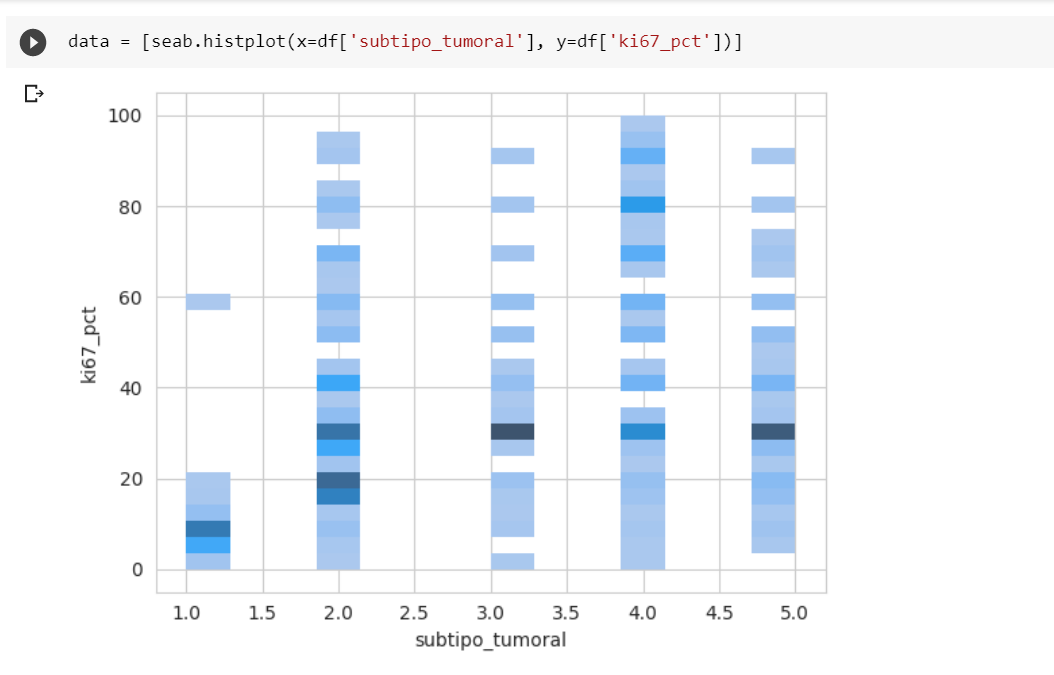 data = [seab.histplot(x=df['subtipo_tumoral'], y=df['ki67_pct'])]
100
80
60
40
20
0
ki67_pct
1.0 1.5 2.0 2.5 3.0 3.5 4.0 4.5 5.0
subtipo_tumoral